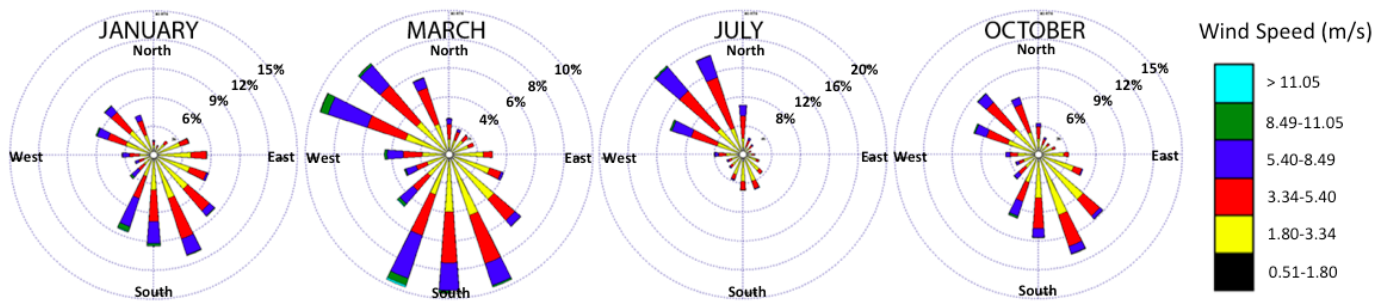 JANUARY
North
15%
12%
9%
6%
West
East
South
MARCH
North
10%
8%
6%
4%
West
East
South
JULY
North
20%
16%
12%
8%
West
East
South
OCTOBER
North
15%
12%
9%
6%
West
East
South
Wind Speed (m/s)
> 11.05
8.49-11.05
5.40-8.49
3.34-5.40
1.80-3.34
0.51-1.80